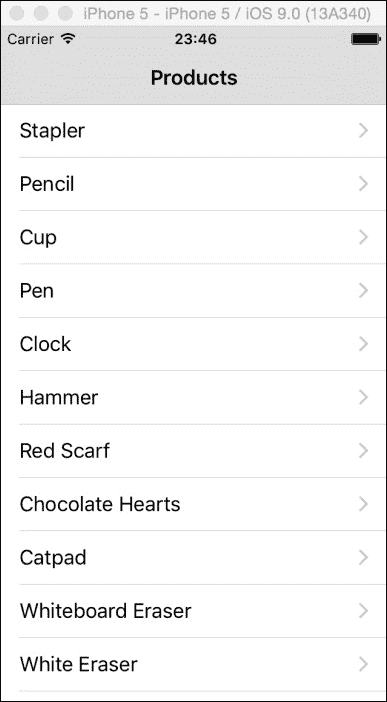 iPhone 5 - iPhone 5 / iOS 9.0 (13A340)
Carrier 23:46
Products
Stapler
Pencil
Cup
Pen
Clock
Hammer
Red Scarf
Chocolate Hearts
Catpad
Whiteboard Eraser
White Eraser